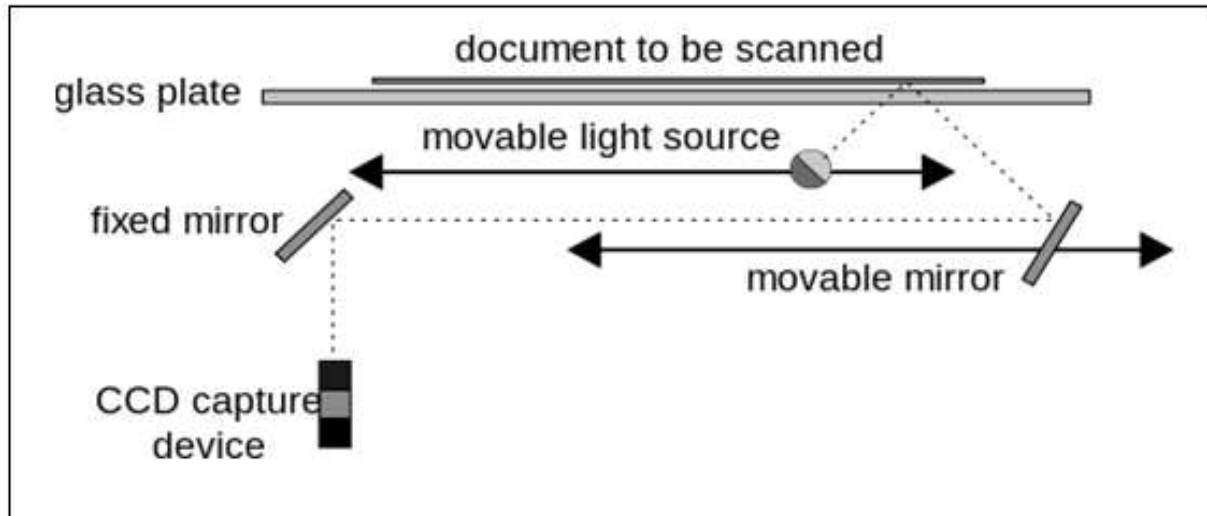 document to be scanned
glass plate
movable light source
fixed mirror
movable mirror
CCD capture
device